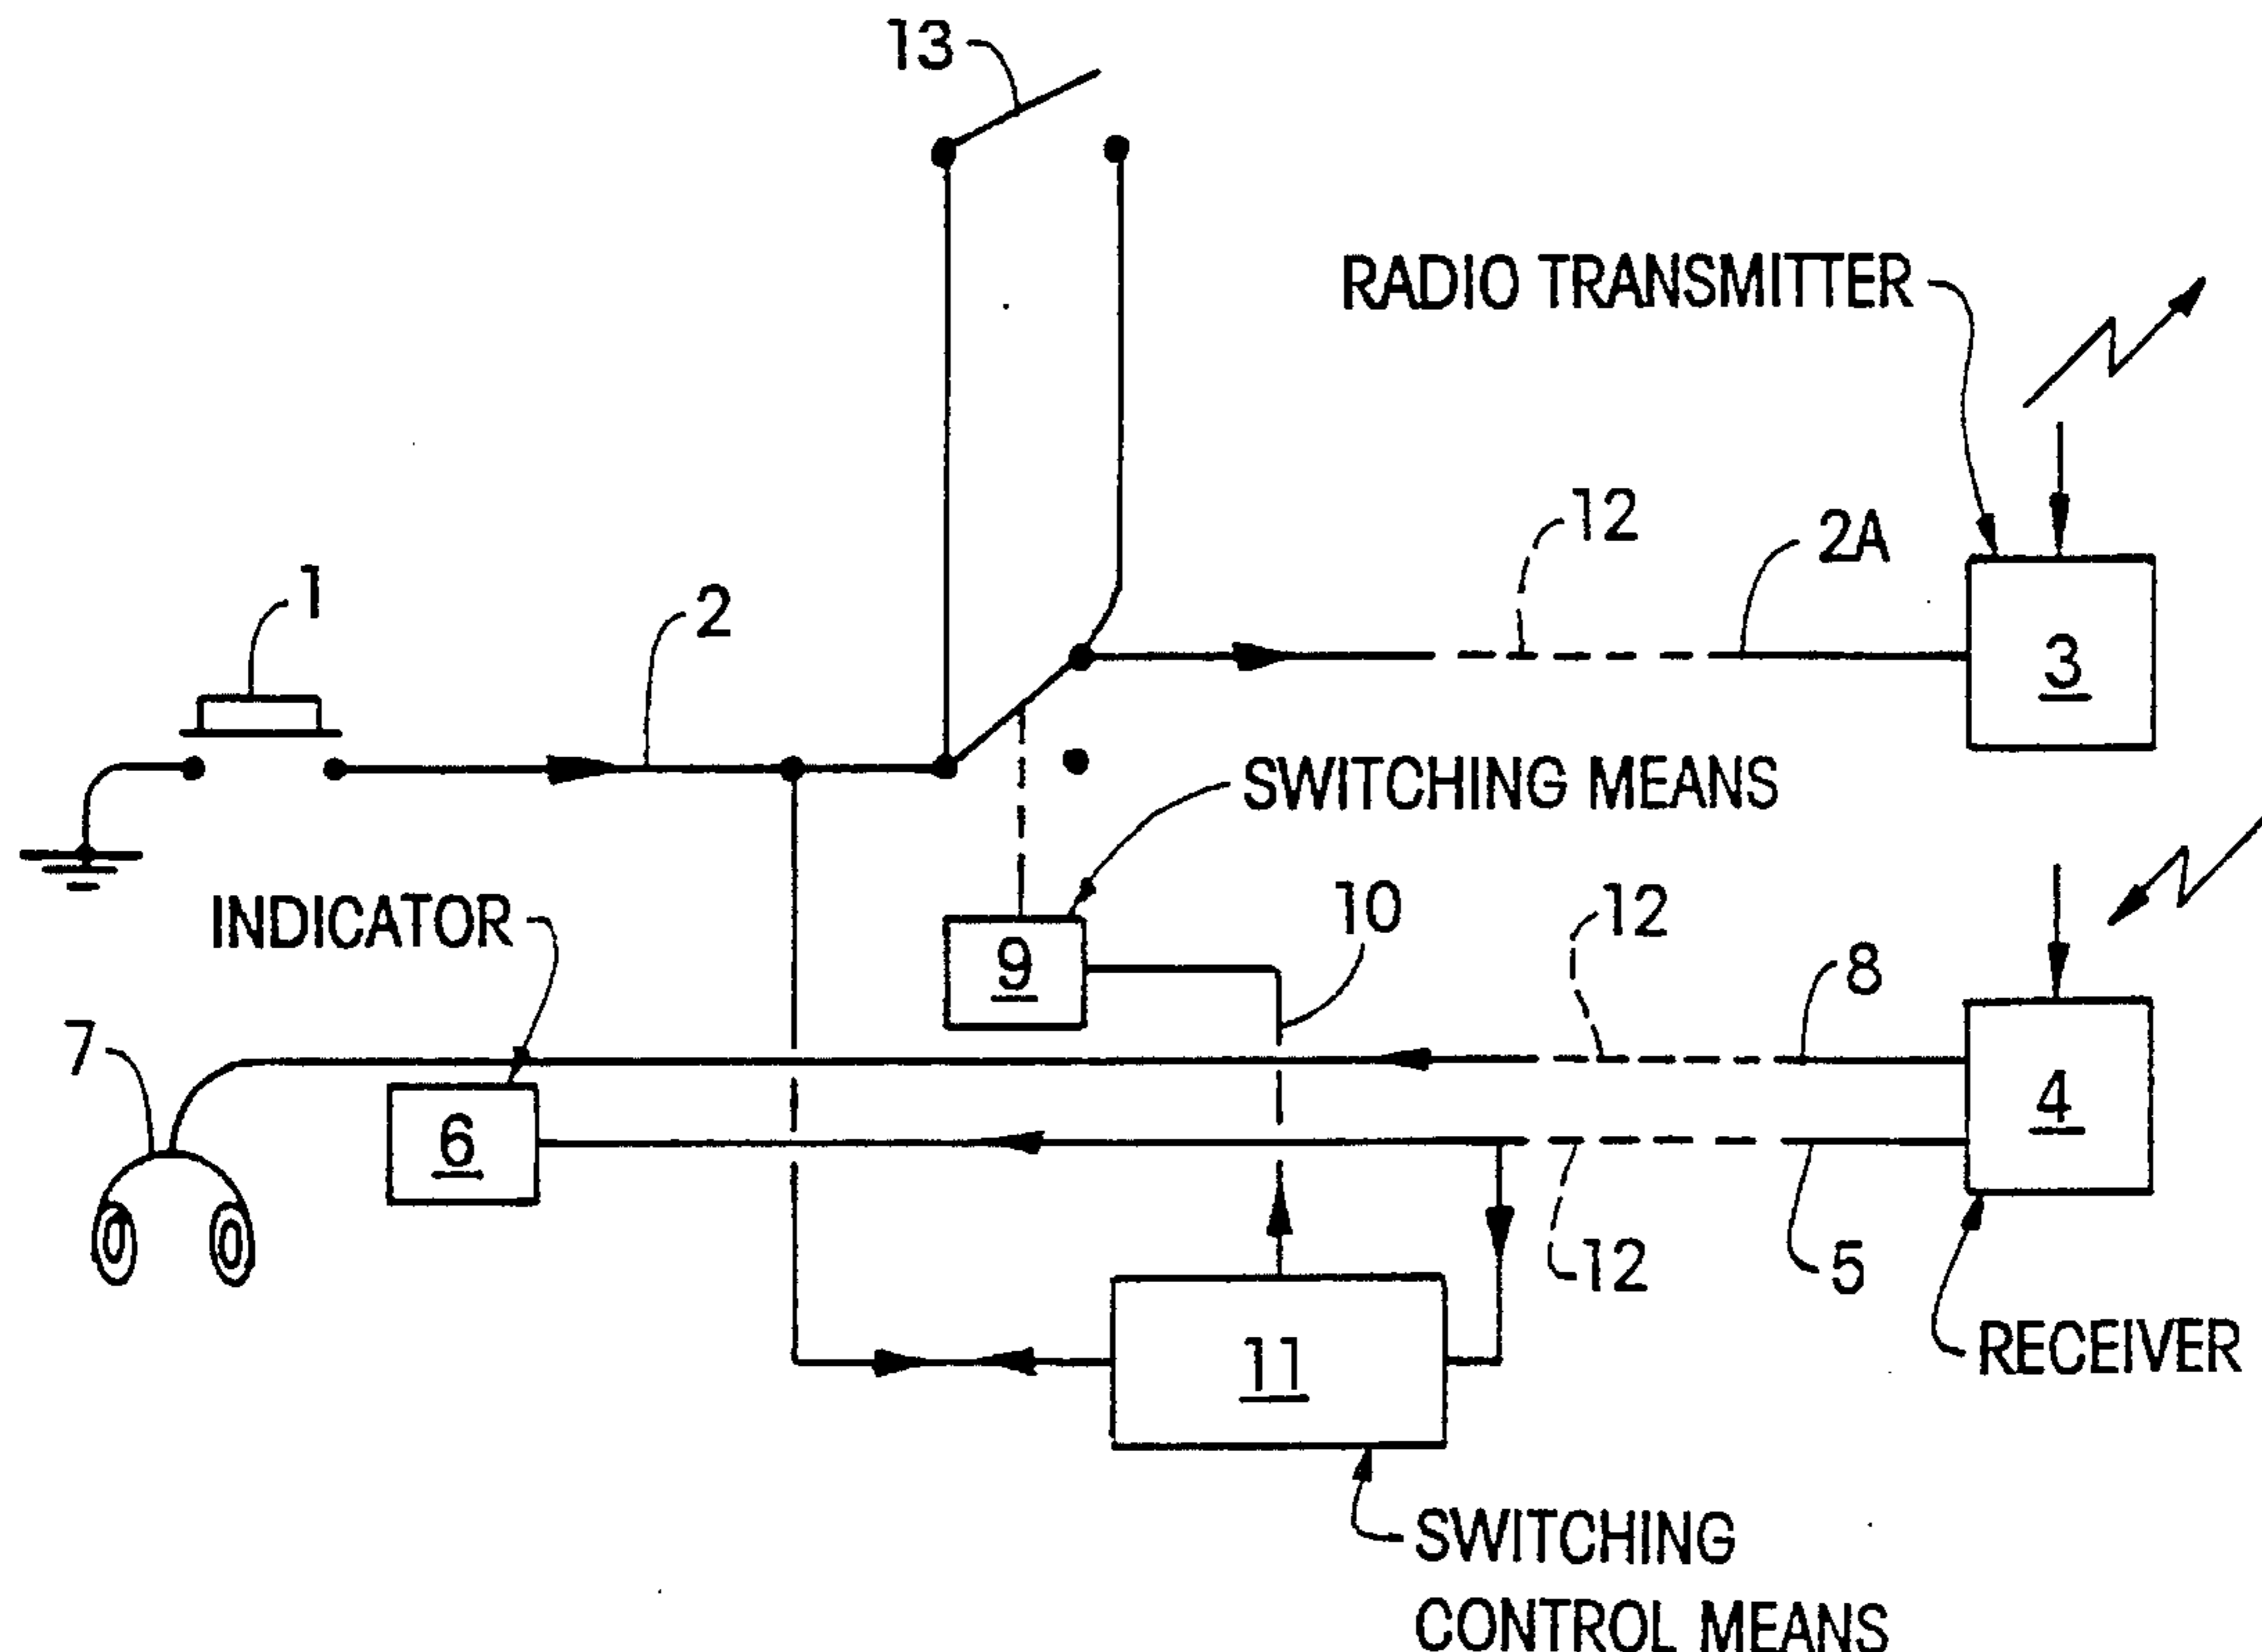 13
RADIO TRANSMITTER
12
2A
1
2
3
SWITCHING MEANS
INDICATOR
10
12
8
9
7
4
6
12
5
RECEIVER
11
SWITCHING
CONTROL MEANS